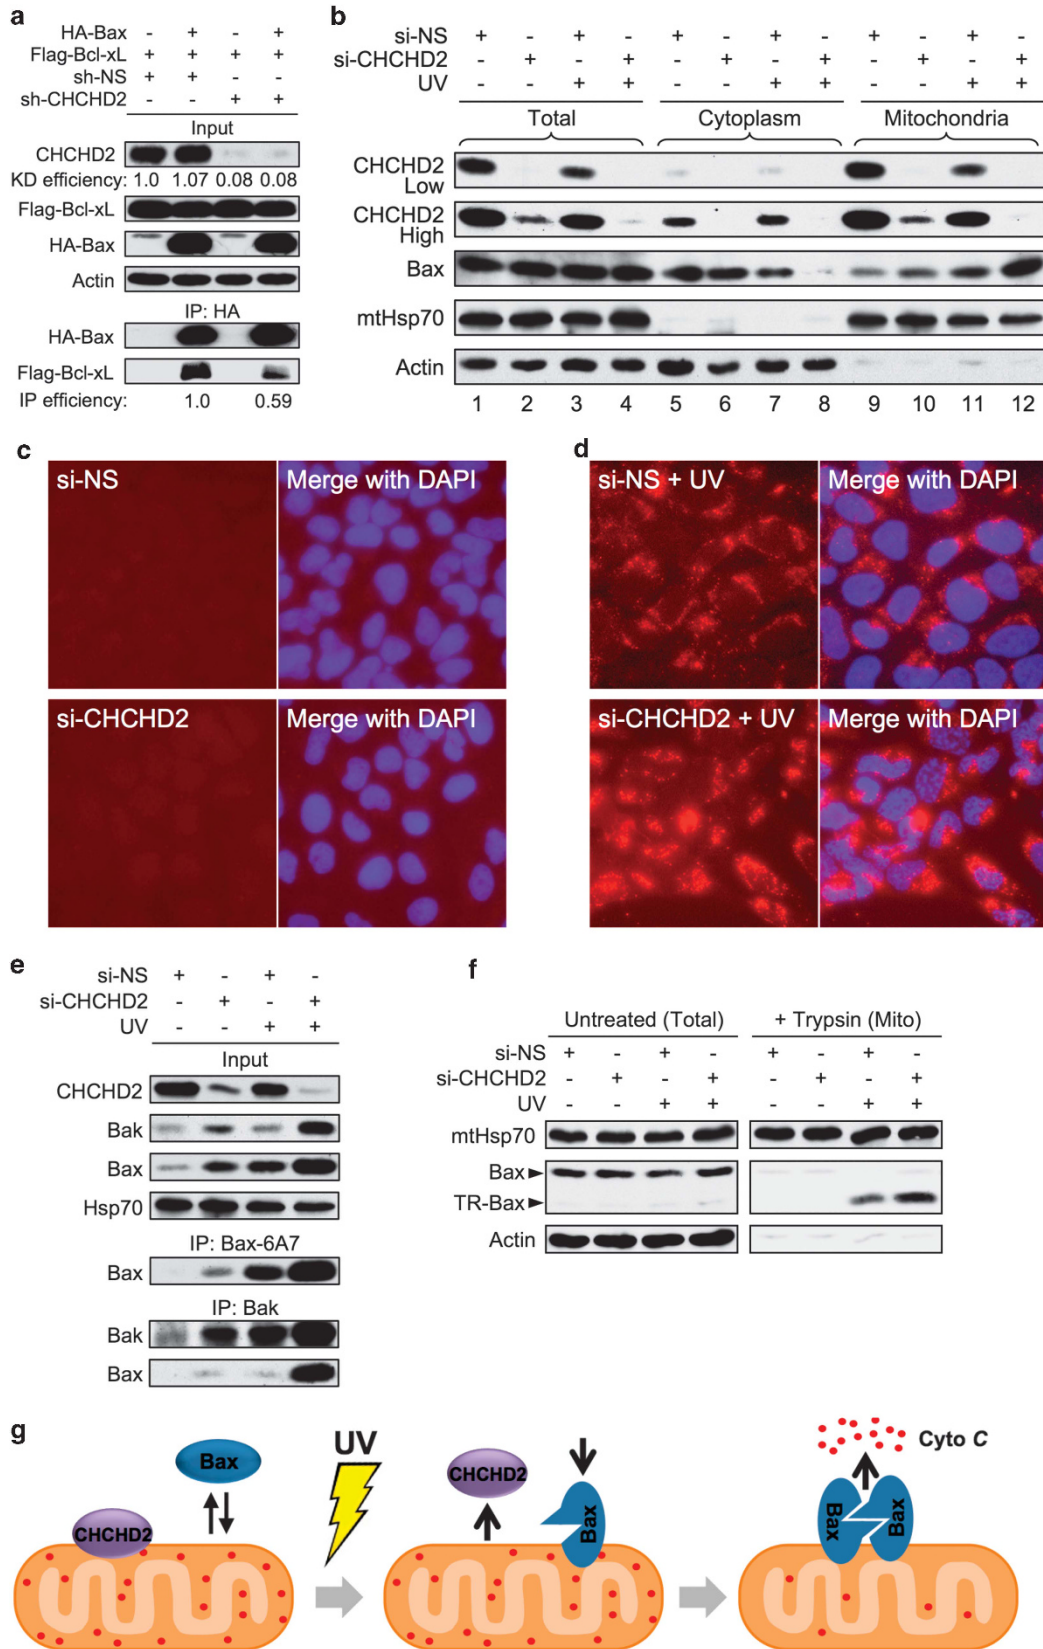 a
HA-Bax - + - +
Flag-Bcl-xL + + + +
sh-NS + + - -
sh-CHCHD2 - - + +
Input
CHCHD2
KD efficiency: 1.0 1.07 0.08 0.08
Flag-Bcl-xL
HA-Bax
Actin
IP: HA
HA-Bax
Flag-Bcl-xL
IP efficiency: 1.0 0.59
b
si-NS + - + - + - + - + - + -
si-CHCHD2 - + - + - + - + - + - +
UV - - + + - - + + - - + +
Total Cytoplasm Mitochondria
CHCHD2
Low
CHCHD2
High
Bax
mtHsp70
Actin
1 2 3 4 5 6 7 8 9 10 11 12
c
si-NS Merge with DAPI
si-CHCHD2 Merge with DAPI
d
si-NS + UV Merge with DAPI
si-CHCHD2 + UV Merge with DAPI
e
si-NS + - + -
si-CHCHD2 - + - +
UV - - + +
Input
CHCHD2
Bak
Bax
Hsp70
IP: Bax-6A7
Bax
IP: Bak
Bak
Bax
f
Untreated (Total) + Trypsin (Mito)
si-NS + - + - + - + -
si-CHCHD2 - + - + - + - +
UV - - + + - - + +
mtHsp70
Bax
TR-Bax
Actin
g
Bax
CHCHD2
UV
CHCHD2
Bax
Cyto C
Bax
Bax